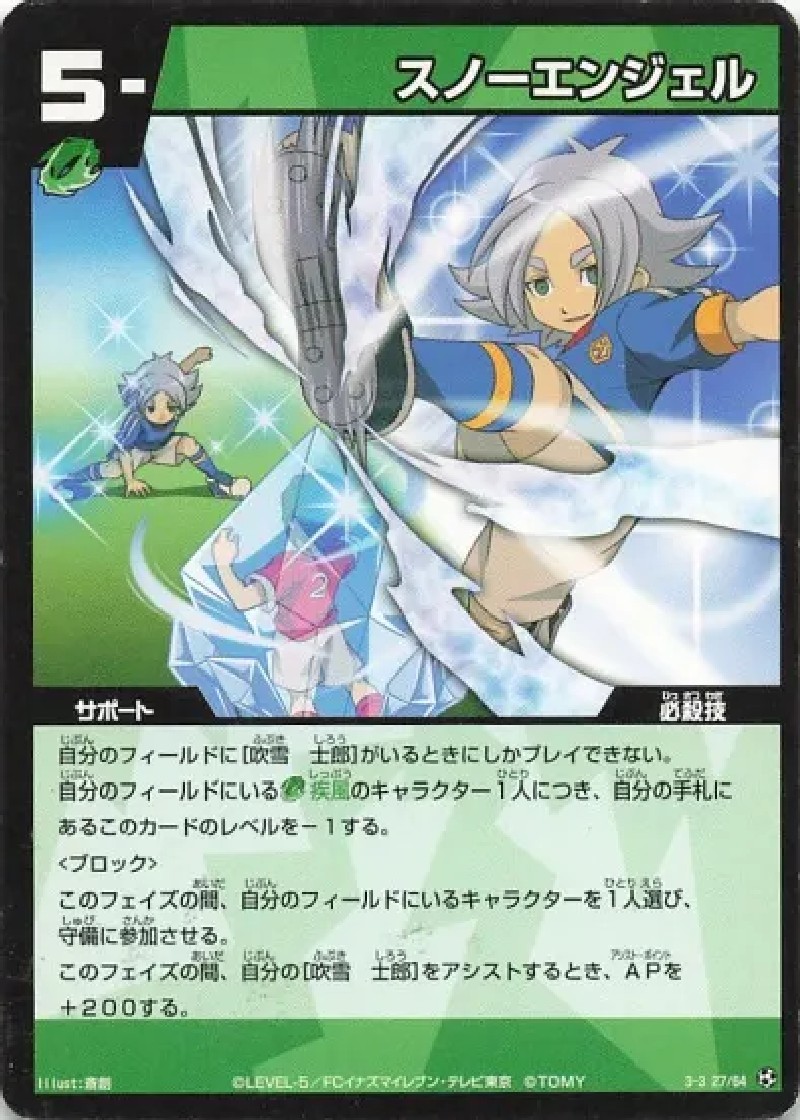 5-
スノーエンジェル
2
サポート
必殺技
自分のフィールドに[吹雪 士郎]がいるときにしかプレイできない。
自分のフィールドにいる疾風のキャラクター1人につき、自分の手札に
あるこのカードのレベルを－1する。
<ブロック>
このフェイズの間、自分のフィールドにいるキャラクターを1人選び、
守備に参加させる。
このフェイズの間、自分の[吹雪 士郎]をアシストするとき、APを
＋200する。
Illust:斎創
©LEVEL-5／FCイナズマイレブン・テレビ東京 ©TOMY
3-3 27/64